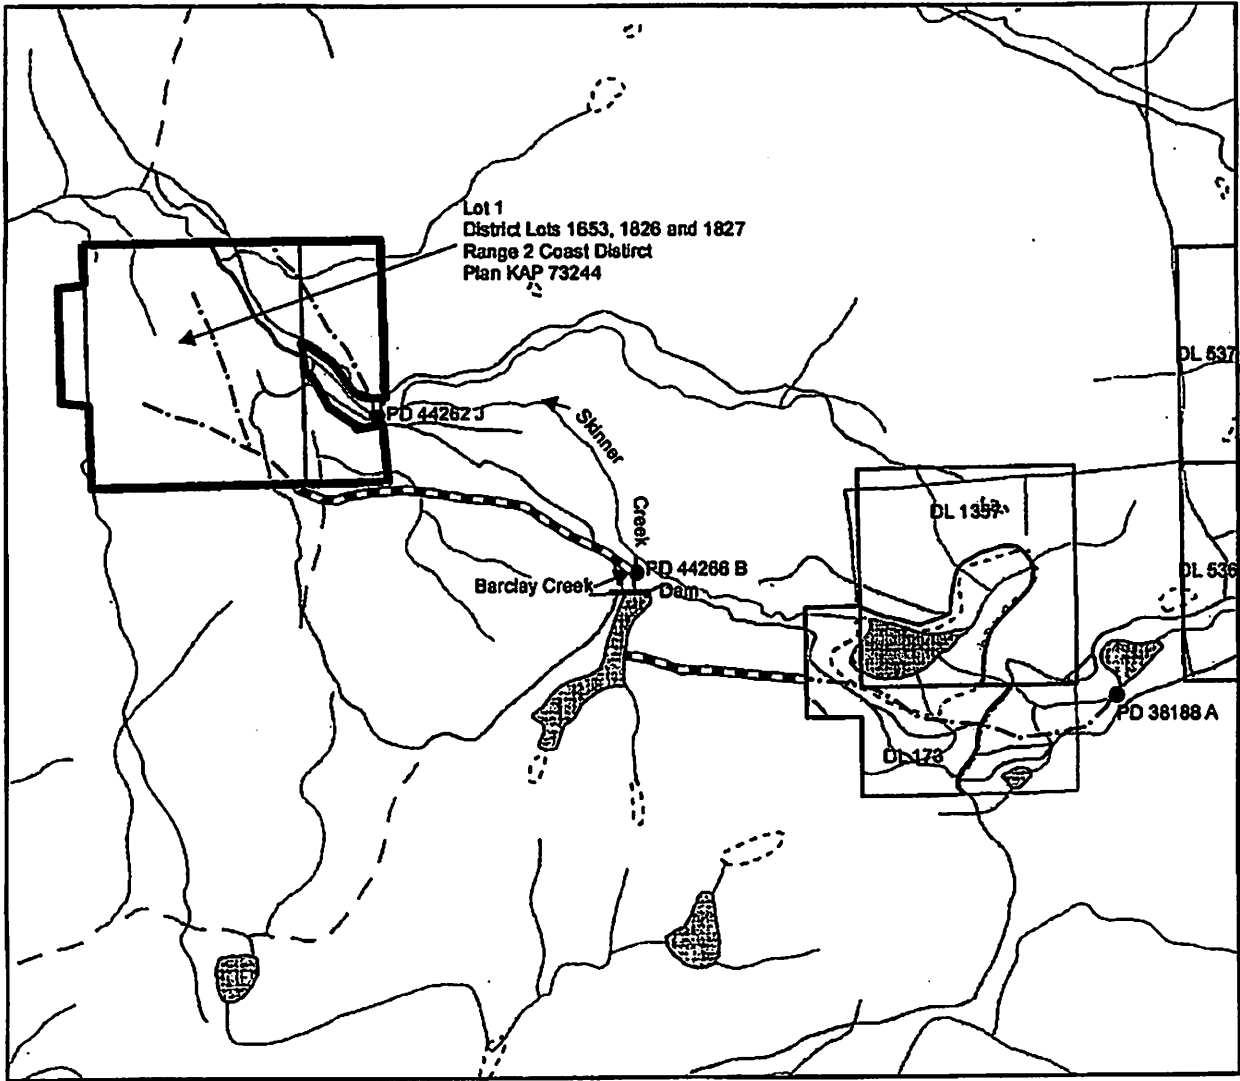 Lot 1
District Lots 1653, 1826 and 1827
Range 2 Coast Distirct
Plan KAP 73244
DL 537
PD 44262 J
Skinner
Creek
DL 1357
PD 44266 B
DL 536
Barclay Creek
Dam
PD 38188 A
DL 173